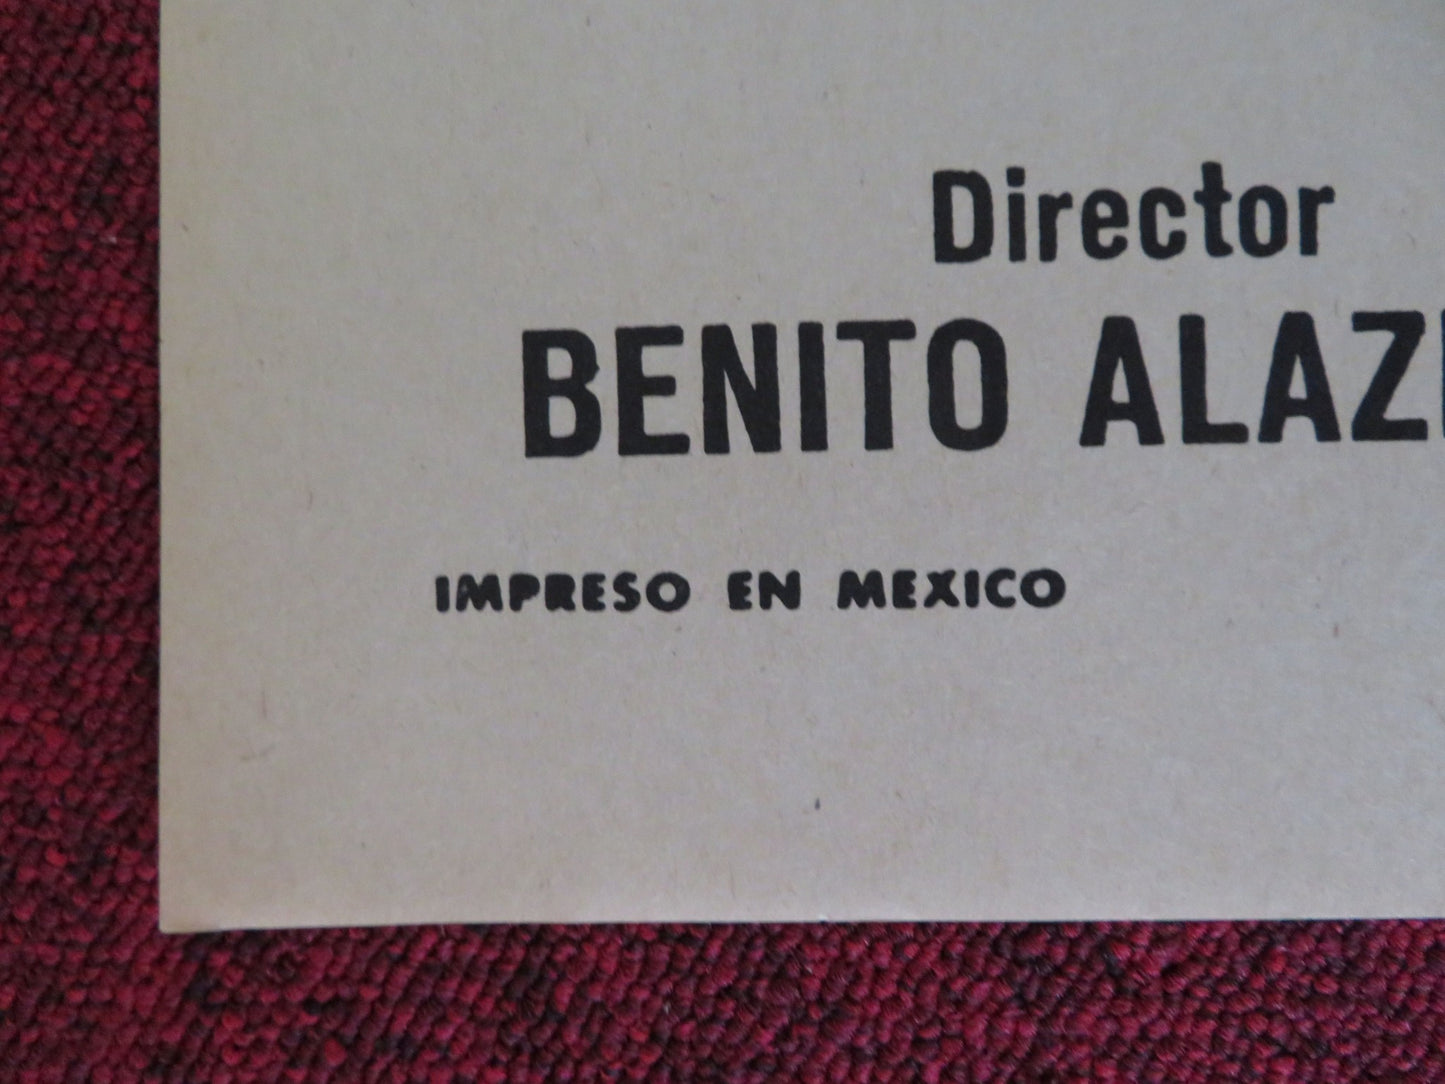 Director
BENITO ALAZ
IMPRESO EN MEXICO